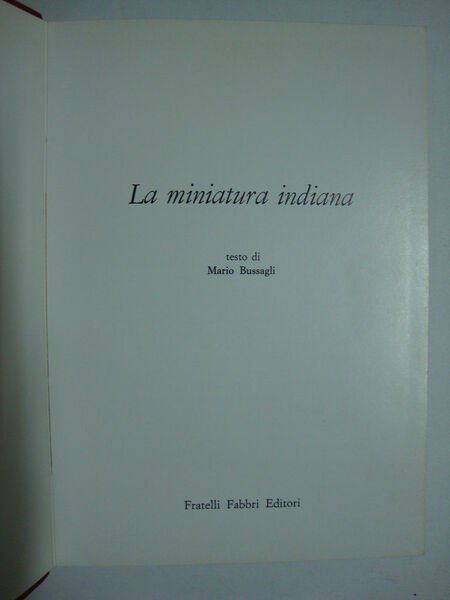 La miniatura indiana
testo di
Mario Bussagli
Fratelli Fabbri Editori